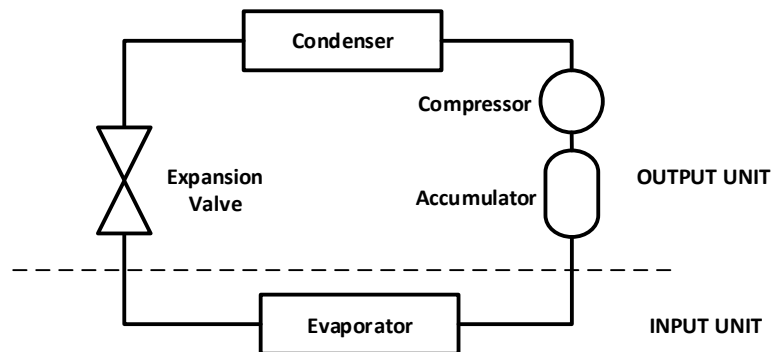 Condenser
Compressor
Expansion
Valve
Accumulator
OUTPUT UNIT
Evaporator
INPUT UNIT